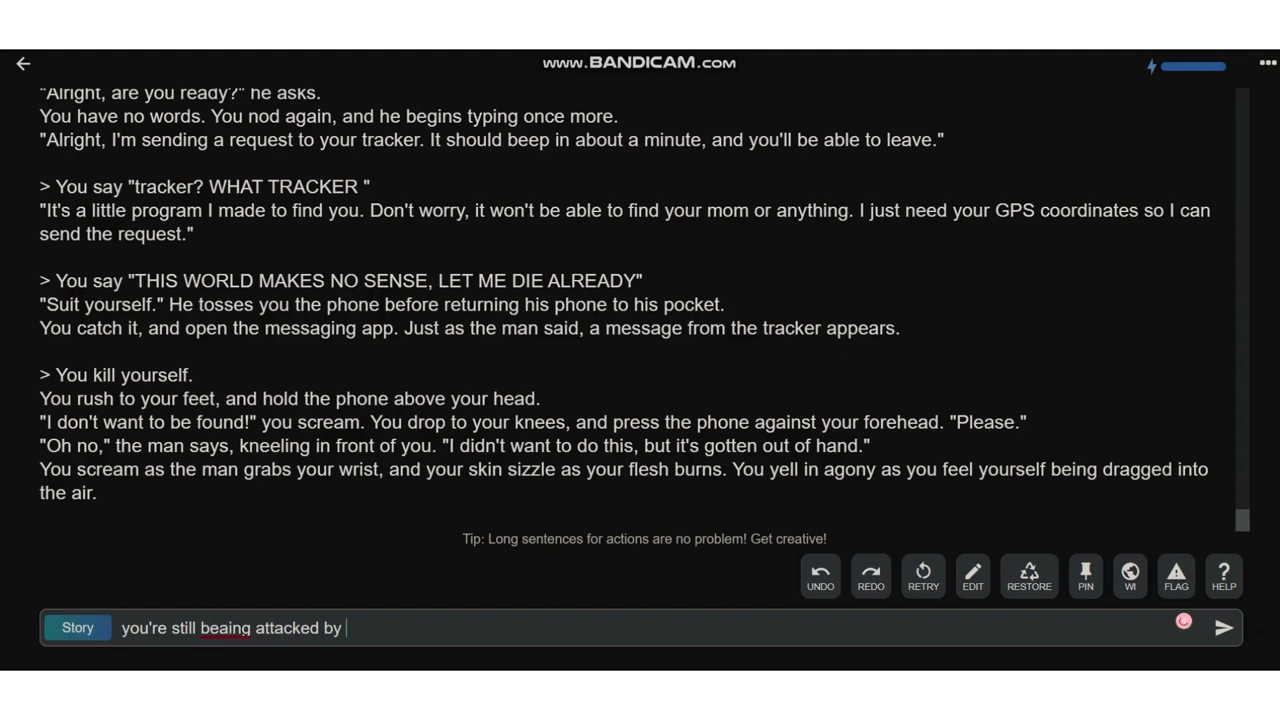 www.BANDICAM.com
"Alright, are you ready?" he asks.
You have no words. You nod again, and he begins typing once more.
"Alright, I'm sending a request to your tracker. It should beep in about a minute, and you'll be able to leave."
> You say "tracker? WHAT TRACKER "
"It's a little program I made to find you. Don't worry, it won't be able to find your mom or anything. I just need your GPS coordinates so I can
send the request."
> You say "THIS WORLD MAKES NO SENSE, LET ME DIE ALREADY"
"Suit yourself." He tosses you the phone before returning his phone to his pocket.
You catch it, and open the messaging app. Just as the man said, a message from the tracker appears.
> You kill yourself.
You rush to your feet, and hold the phone above your head.
"I don't want to be found!" you scream. You drop to your knees, and press the phone against your forehead. "Please."
"Oh no," the man says, kneeling in front of you. "I didn't want to do this, but it's gotten out of hand."
You scream as the man grabs your wrist, and your skin sizzle as your flesh burns. You yell in agony as you feel yourself being dragged into
the air.
Tip: Long sentences for actions are no problem! Get creative!
UNDO REDO RETRY EDIT RESTORE PIN WI FLAG HELP
Story you're still beaing attacked by